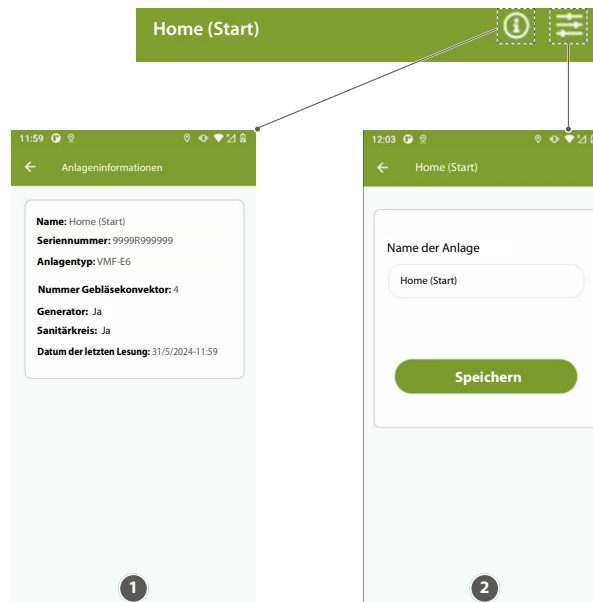 Home (Start)
11:59
Anlageninformationen
Name: Home (Start)
Seriennummer: 9999R999999
Anlagentyp: VMF-E6
Nummer Gebläsekonvektor: 4
Generator: Ja
Sanitärkreis: Ja
Datum der letzten Lesung: 31/5/2024-11:59
1
12:03
Home (Start)
Name der Anlage
Home (Start)
Speichern
2